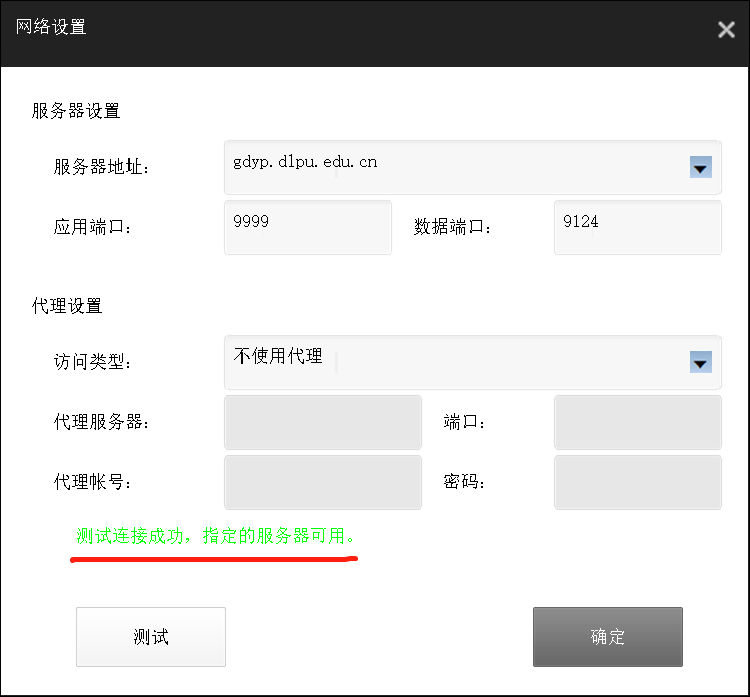 网络设置
服务器设置
服务器地址: gdyp.dlpu.edu.cn
应用端口: 9999 数据端口: 9124
代理设置
访问类型: 不使用代理
代理服务器: 端口:
代理帐号: 密码:
测试连接成功，指定的服务器可用。
测试 确定